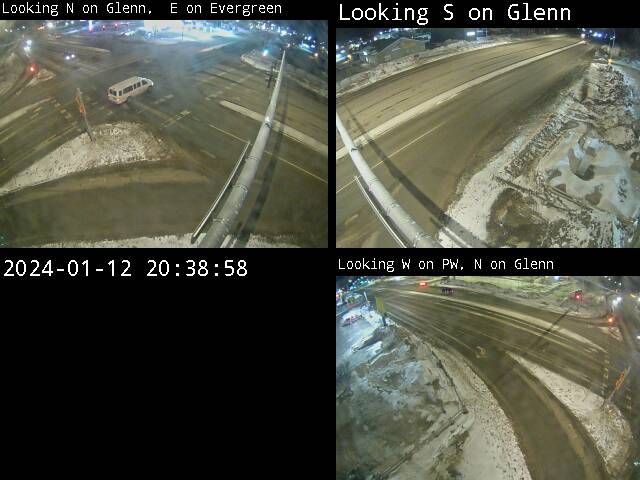 Looking N on Glenn,  E on Evergreen
Looking S on Glenn
2024-01-12 20:38:58
Looking W on PW, N on Glenn